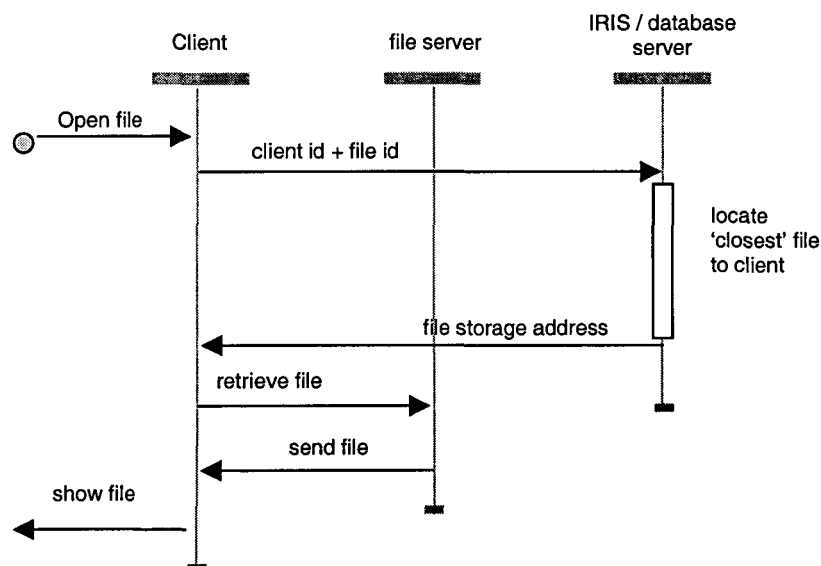 Client
file server
IRIS / database
server
Open file
client id + file id
locate
'closest' file
to client
file storage address
retrieve file
send file
show file